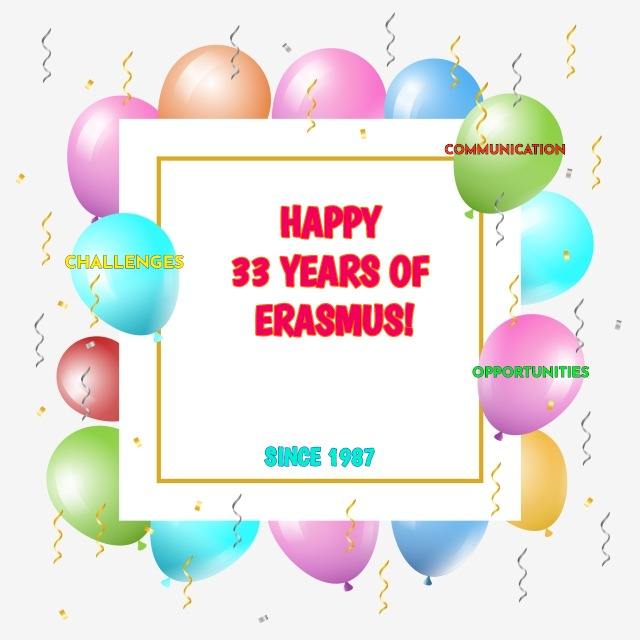 COMMUNICATION
HAPPY
33 YEARS OF
ERASMUS!
CHALLENGES
OPPORTUNITIES
SINCE 1987